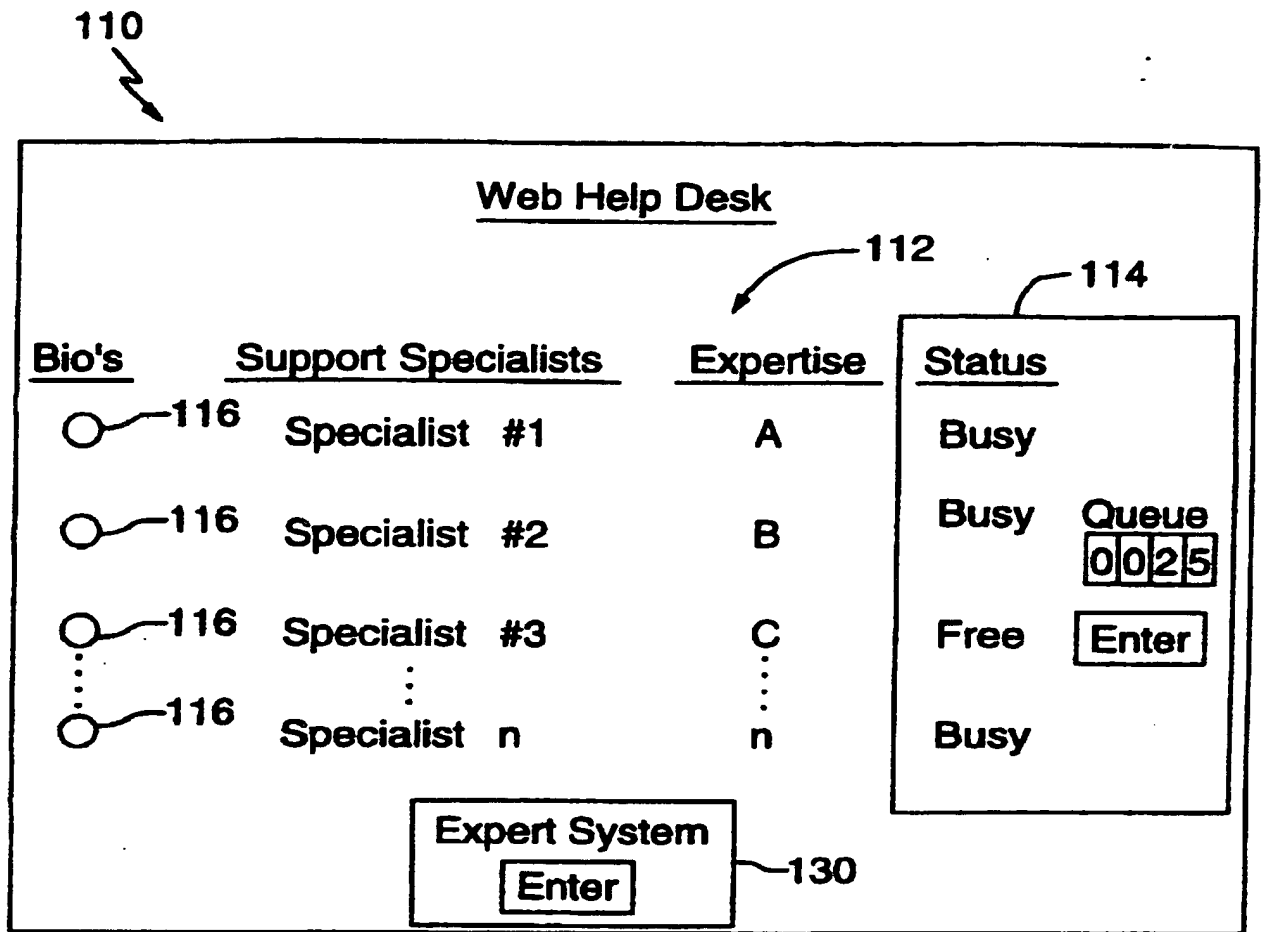 110
Web Help Desk
112
114
Bio's Support Specialists Expertise Status
116 Specialist #1 A Busy
116 Specialist #2 B Busy Queue
0025
116 Specialist #3 C Free Enter
116 Specialist n n Busy
Expert System
Enter
130